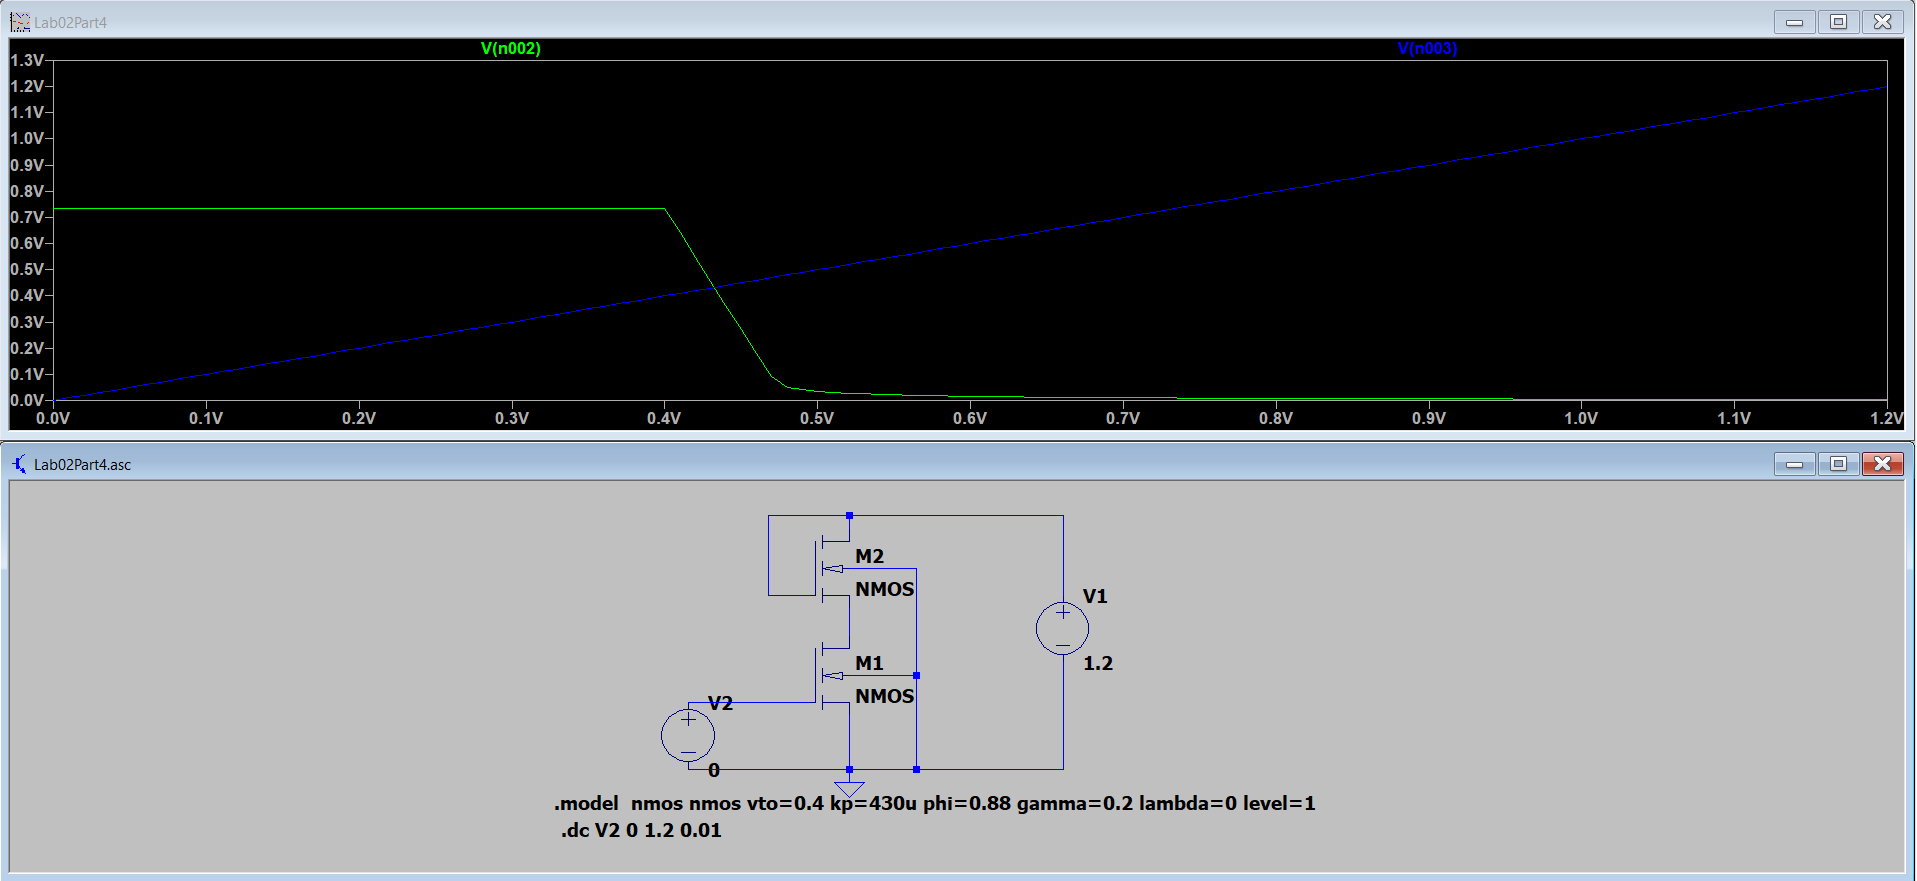 Lab02Part4
V(n002) V(n003)
1.3V
1.2V
1.1V
1.0V
0.9V
0.8V
0.7V
0.6V
0.5V
0.4V
0.3V
0.2V
0.1V
0.0V
0.0V 0.1V 0.2V 0.3V 0.4V 0.5V 0.6V 0.7V 0.8V 0.9V 1.0V 1.1V 1.2V
Lab02Part4.asc
M2
NMOS
V1
1.2
M1
NMOS
V2
0
.model nmos nmos vto=0.4 kp=430u phi=0.88 gamma=0.2 lambda=0 level=1
.dc V2 0 1.2 0.01